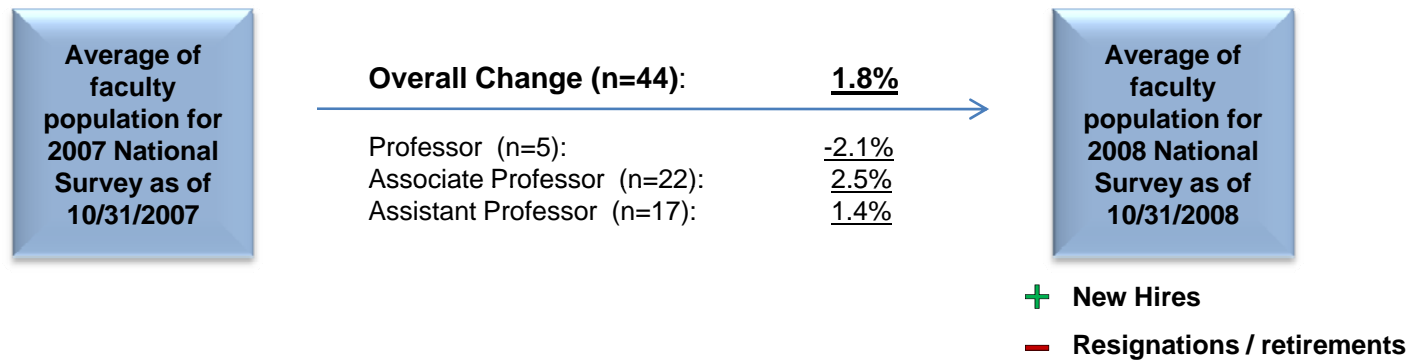 Average of
faculty
population for
2007 National
Survey as of
10/31/2007
Overall Change (n=44): 1.8%
Professor (n=5): -2.1%
Associate Professor (n=22): 2.5%
Assistant Professor (n=17): 1.4%
Average of
faculty
population for
2008 National
Survey as of
10/31/2008
New Hires
Resignations / retirements